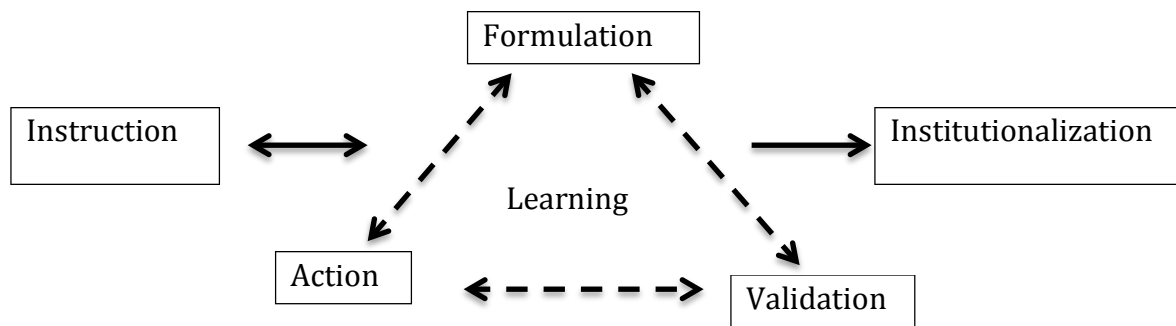 Formulation
Instruction
Institutionalization
Learning
Action
Validation